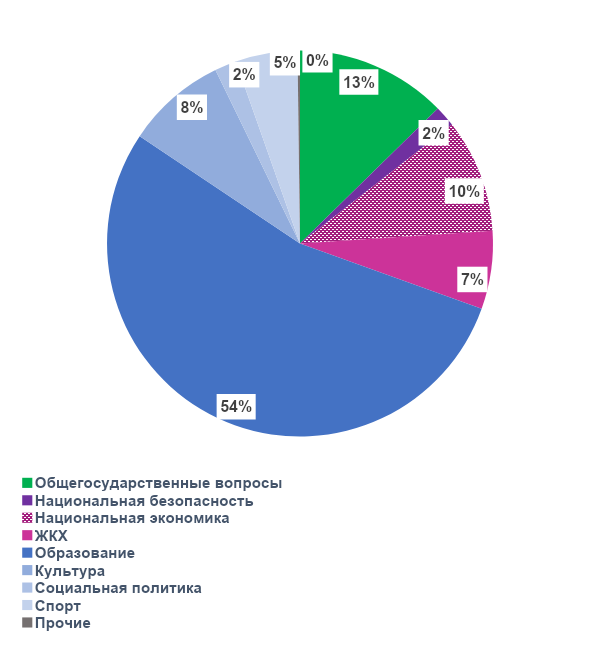 5%
0%
2%
13%
8%
2%
10%
7%
54%
Общегосударственные вопросы
Национальная безопасность
Национальная экономика
ЖКХ
Образование
Культура
Социальная политика
Спорт
Прочие